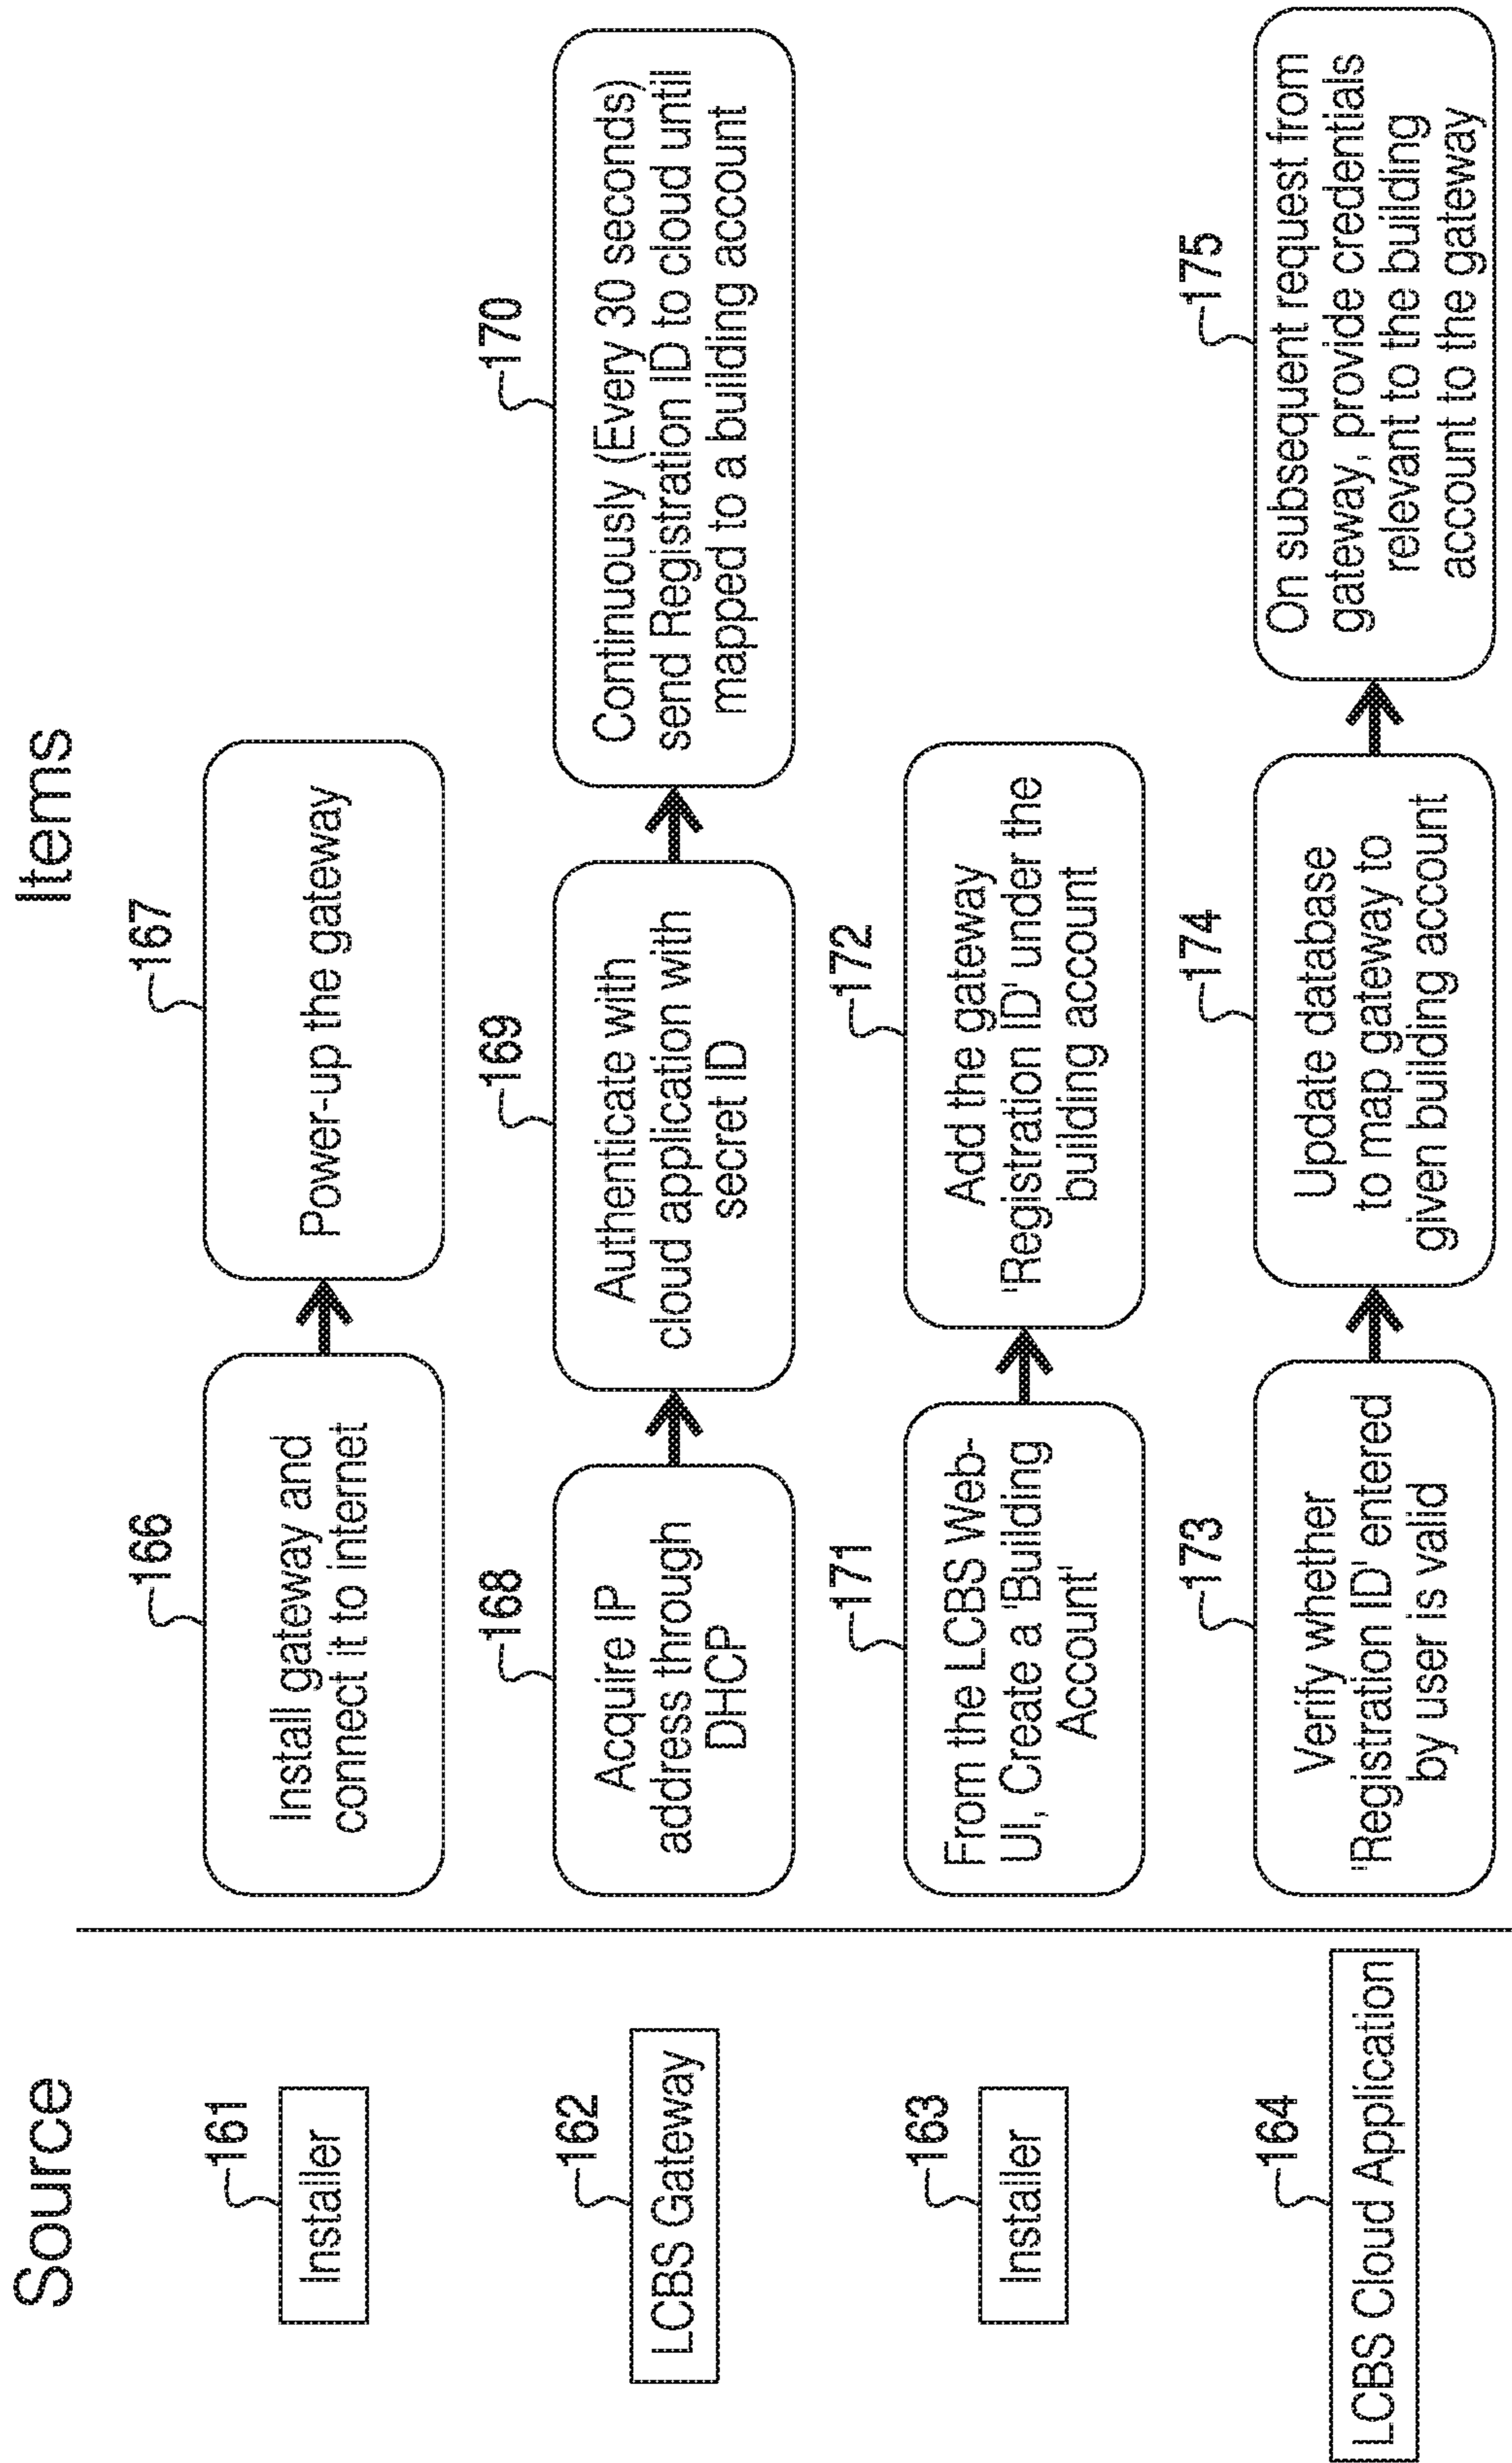 Source
Items
161
Installer
166
Install gateway and
connect it to internet
167
Power-up the gateway
162
LCBS Gateway
168
Acquire IP
address through
DHCP
169
Authenticate with
cloud application with
secret ID
170
Continuously (Every 30 seconds)
send Registration ID to cloud until
mapped to a building account
163
Installer
171
From the LCBS Web-
UI, Create a 'Building
Account'
172
Add the gateway
'Registration ID' under the
building account
164
LCBS Cloud Application
173
Verify whether
'Registration ID' entered
by user is valid
174
Update database
to map gateway to
given building account
175
On subsequent request from
gateway, provide credentials
relevant to the building
account to the gateway